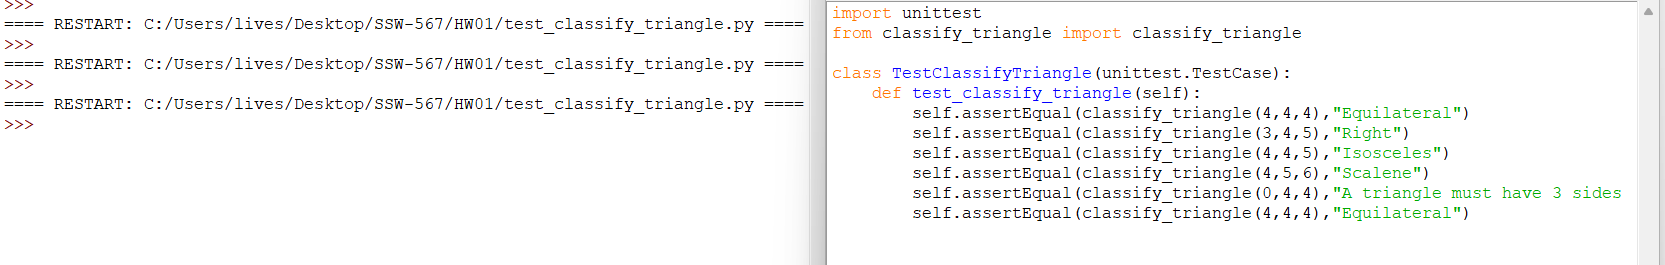 >>>
==== RESTART: C:/Users/lives/Desktop/SSW-567/HW01/test_classify_triangle.py ====
>>>
==== RESTART: C:/Users/lives/Desktop/SSW-567/HW01/test_classify_triangle.py ====
>>>
==== RESTART: C:/Users/lives/Desktop/SSW-567/HW01/test_classify_triangle.py ====
>>>
import unittest
from classify_triangle import classify_triangle

class TestClassifyTriangle(unittest.TestCase):
    def test_classify_triangle(self):
        self.assertEqual(classify_triangle(4,4,4),"Equilateral")
        self.assertEqual(classify_triangle(3,4,5),"Right")
        self.assertEqual(classify_triangle(4,4,5),"Isosceles")
        self.assertEqual(classify_triangle(4,5,6),"Scalene")
        self.assertEqual(classify_triangle(0,4,4),"A triangle must have 3 sides
        self.assertEqual(classify_triangle(4,4,4),"Equilateral")